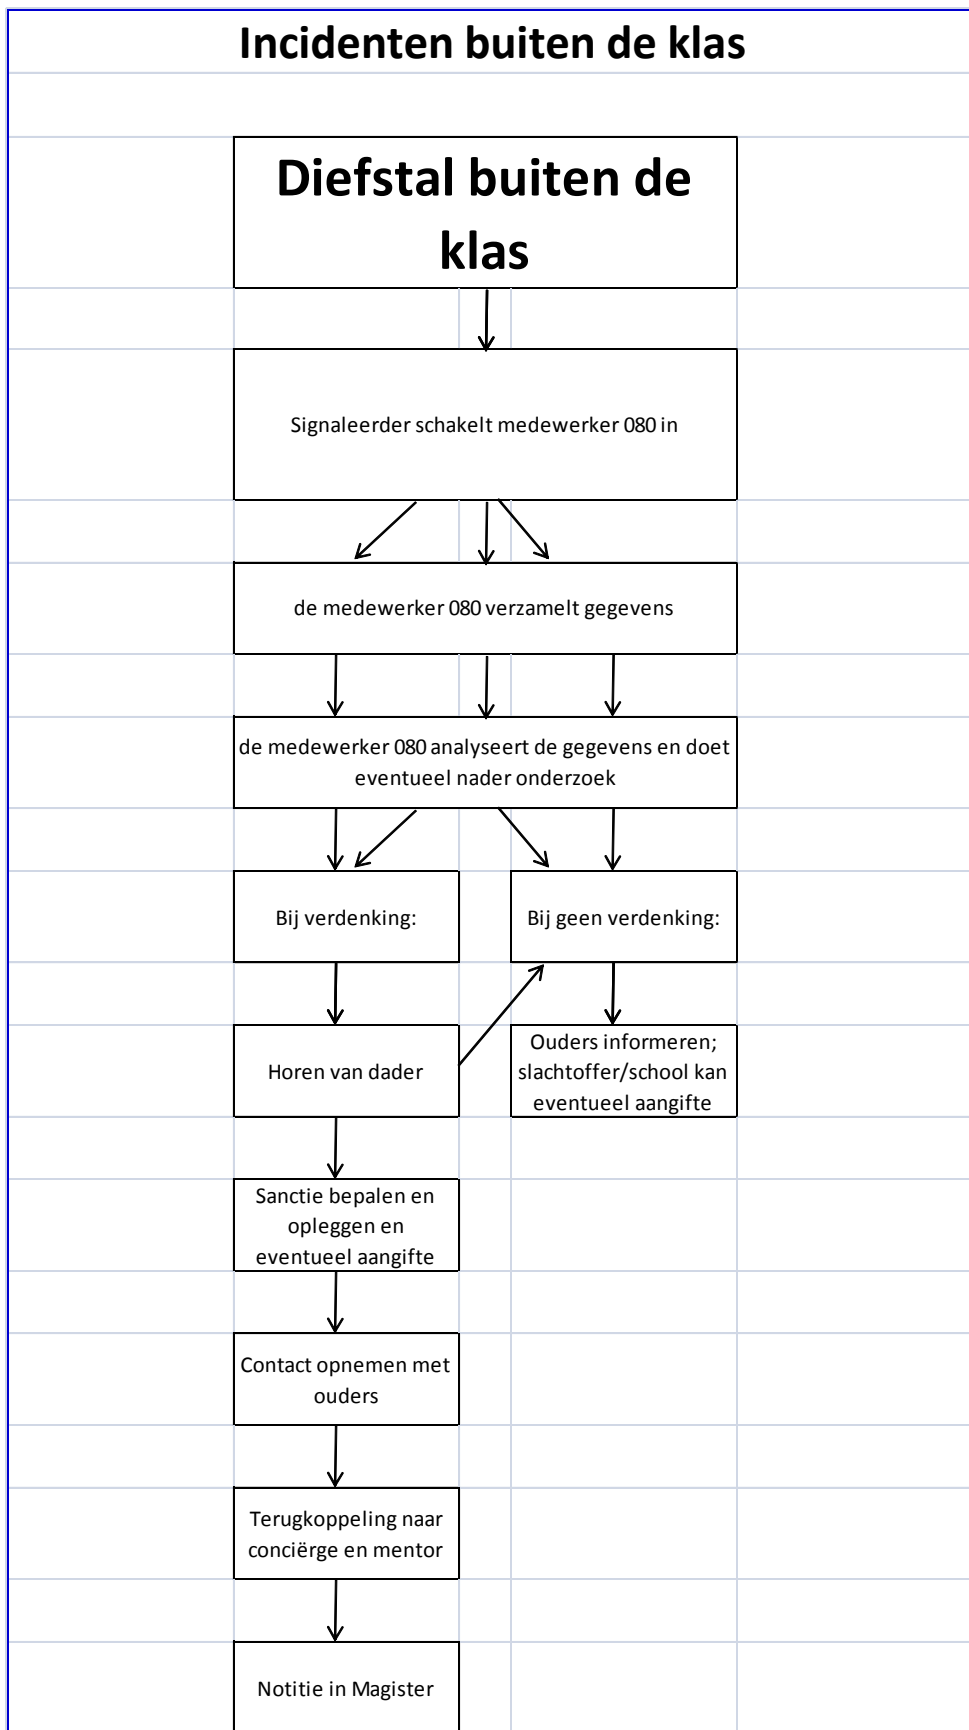 Incidenten buiten de klas
Diefstal buiten de
klas
Signaleerder schakelt medewerker 080 in
de medewerker 080 verzamelt gegevens
de medewerker 080 analyseert de gegevens en doet
eventueel nader onderzoek
Bij verdenking:
Bij geen verdenking:
Horen van dader
Ouders informeren;
slachtoffer/school kan
eventueel aangifte
Sanctie bepalen en
opleggen en
eventueel aangifte
Contact opnemen met
ouders
Terugkoppeling naar
conciërge en mentor
Notitie in Magister